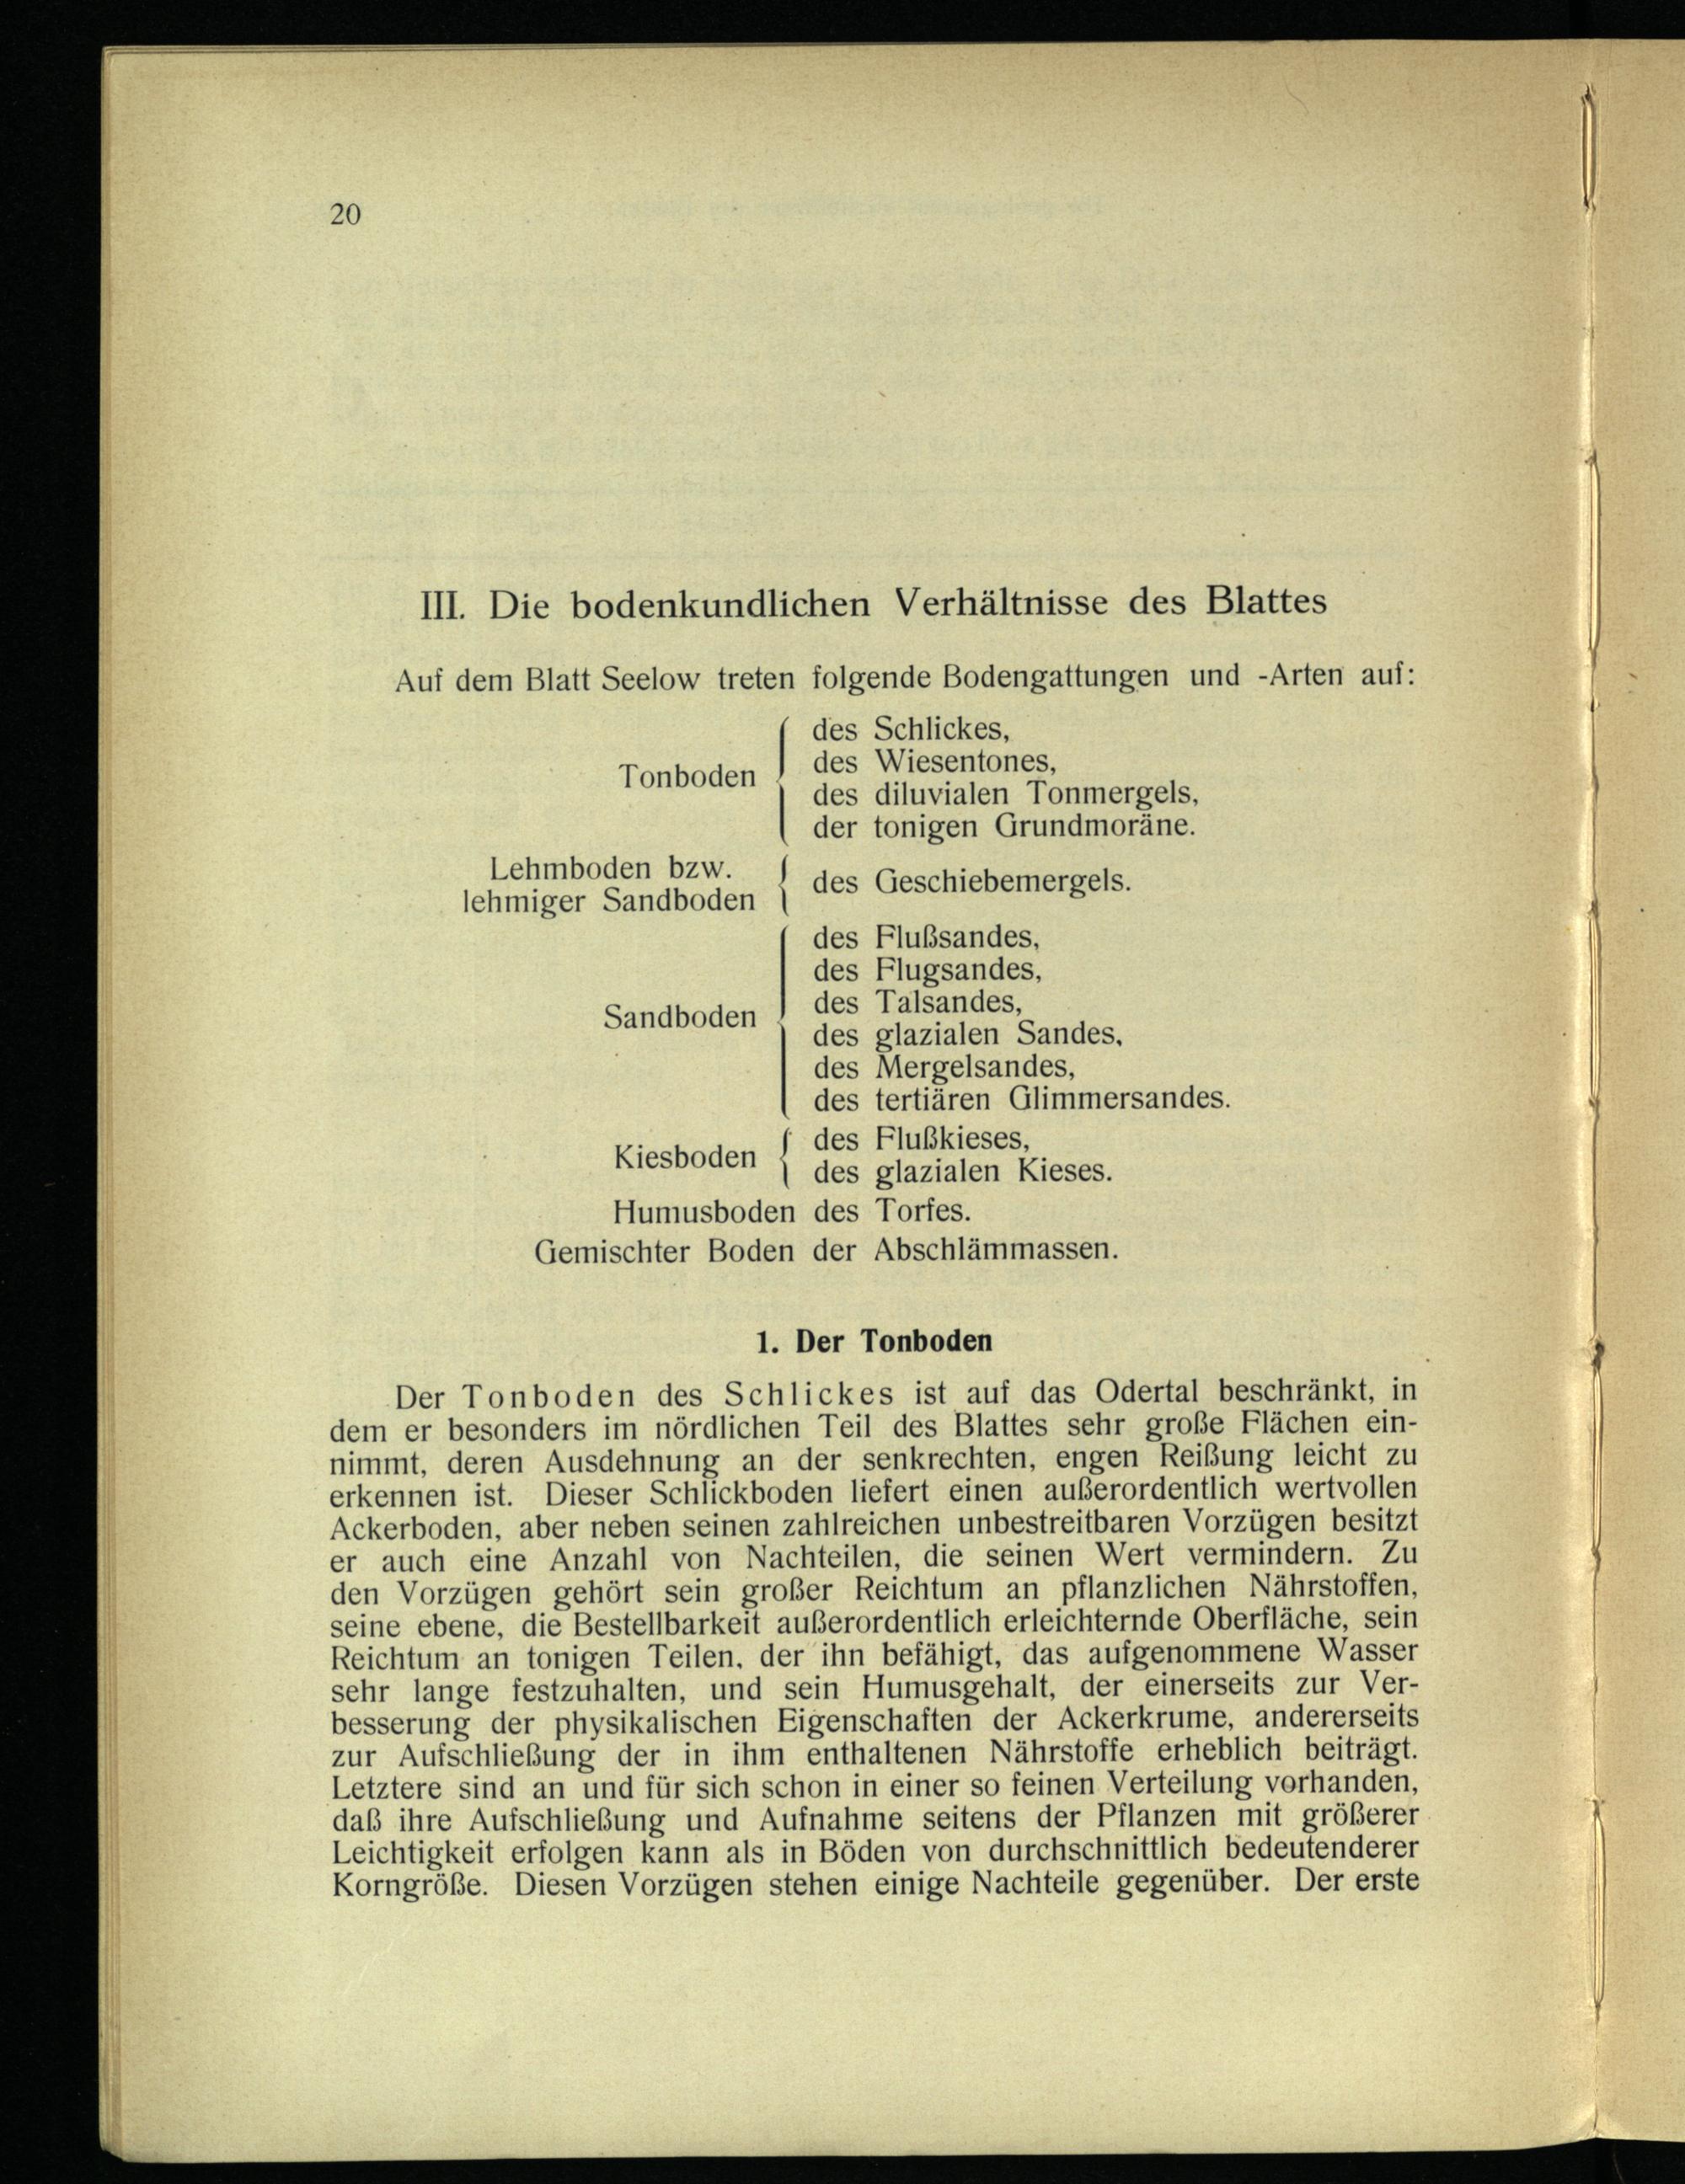 20
III. Die bodenkundlichen Verhältnisse des Blattes
Auf dem Blatt Seelow treten folgende Bodengattungen und -Arten auf:
Tonboden
des Schlickes,
des Wiesentones,
des diluvialen Tonmergels,
der tonigen Grundmoräne.
Lehmboden bzw.
lehmiger Sandboden
des Geschiebemergels.
Sandboden
des Flußsandes,
des Flugsandes,
des Talsandes,
des glazialen Sandes,
des Mergelsandes,
des tertiären Glimmersandes.
Kiesboden
des Flußkieses,
des glazialen Kieses.
Humusboden des Torfes.
Gemischter Boden der Abschlämmassen.
1. Der Tonboden
Der Tonboden des Schlickes ist auf das Odertal beschränkt, in
dem er besonders im nördlichen Teil des Blattes sehr große Flächen ein-
nimmt, deren Ausdehnung an der senkrechten, engen Reißung leicht zu
erkennen ist. Dieser Schlickboden liefert einen außerordentlich wertvollen
Ackerboden, aber neben seinen zahlreichen unbestreitbaren Vorzügen besitzt
er auch eine Anzahl von Nachteilen, die seinen Wert vermindern. Zu
den Vorzügen gehört sein großer Reichtum an pflanzlichen Nährstoffen,
seine ebene, die Bestellbarkeit außerordentlich erleichternde Oberfläche, sein
Reichtum an tonigen Teilen, der ihn befähigt, das aufgenommene Wasser
sehr lange festzuhalten, und sein Humusgehalt, der einerseits zur Ver-
besserung der physikalischen Eigenschaften der Ackerkrume, andererseits
zur Aufschließung der in ihm enthaltenen Nährstoffe erheblich beiträgt.
Letztere sind an und für sich schon in einer so feinen Verteilung vorhanden,
daß ihre Aufschließung und Aufnahme seitens der Pflanzen mit größerer
Leichtigkeit erfolgen kann als in Böden von durchschnittlich bedeutenderer
Korngröße. Diesen Vorzügen stehen einige Nachteile gegenüber. Der erste